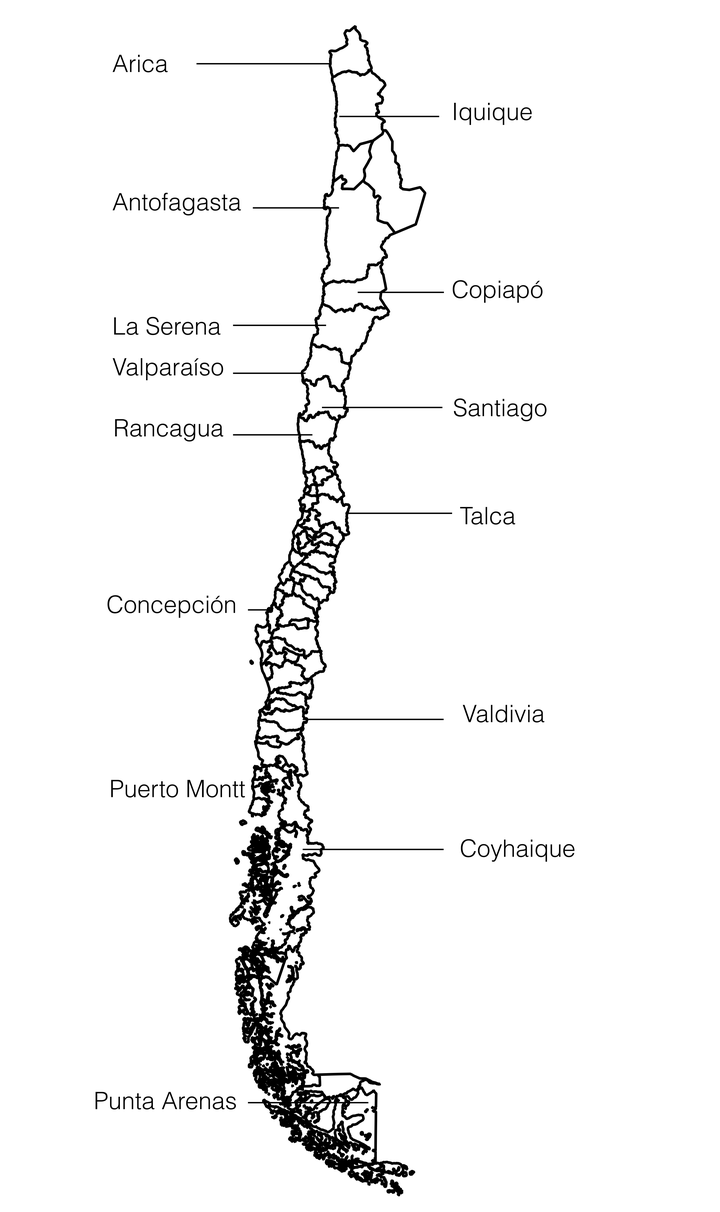 Arica
Iquique
Antofagasta
Copiapó
La Serena
Valparaíso
Santiago
Rancagua
Talca
Concepción
Valdivia
Puerto Montt
Coyhaique
Punta Arenas